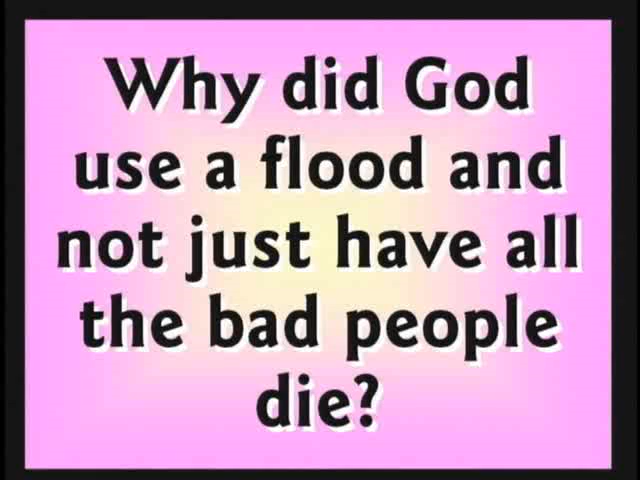 Why did God
use a flood and
not just have all
the bad people
die?